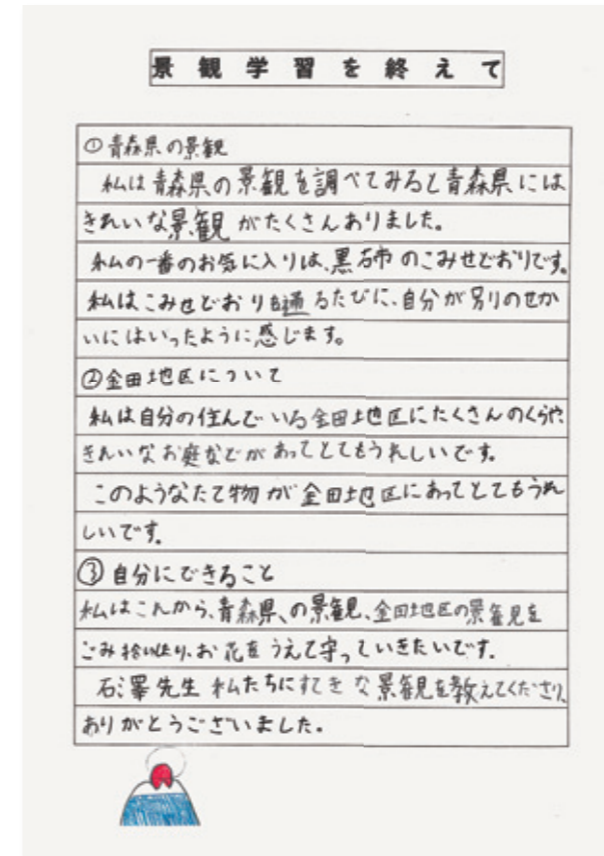 景観学習を終えて
①青森県の景観
私は青森県の景観を調べてみると青森県には
きれいな景観がたくさんありました。
私の一番のお気に入りは、黒石市のこみせどおりです。
私はこみせどおりを通るたびに、自分が別りのせか
いにはいったように感じます。
②金田地区について
私は自分の住んでいる金田地区にたくさんのくらや、
きれいなお庭などがあってとてもうれしいです。
このようなたて物が金田地区にあってとてもうれ
しいです。
③自分にできること
私はこれから、青森県、の景観、金田地区の景観を
ごみ拾いしたり、お花をうえて守っていきたいです。
石澤先生私たちにすてきな景観を教えてくださり、
ありがとうございました。